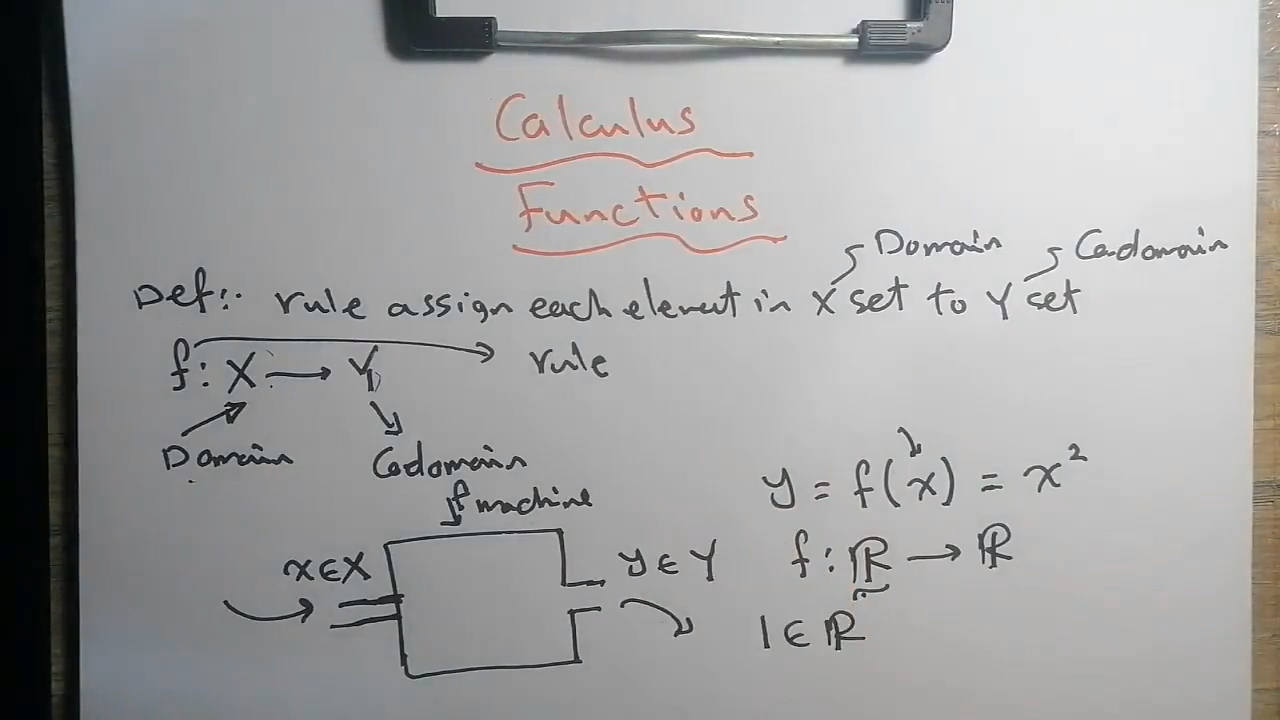 Calculus
Functions
Domain Codomain
Def:. rule assign each element in X set to Y set
f: X → Y → rule
Domain Codomain
f machine
y = f(x) = x²
x∈X y∈Y f: ℝ → ℝ
1 ∈ ℝ